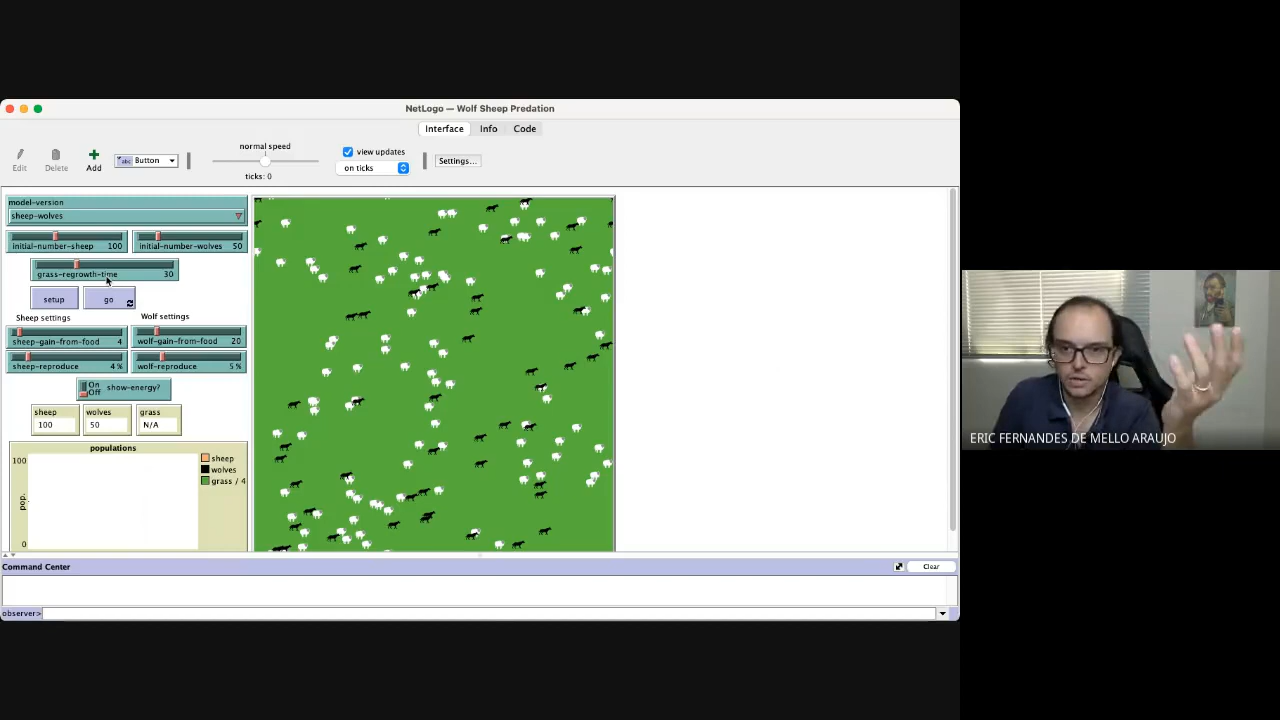 NetLogo — Wolf Sheep Predation
Interface Info Code
Edit Delete Add abc Button normal speed view updates Settings...
on ticks
ticks: 0
model-version
sheep-wolves
initial-number-sheep 100 initial-number-wolves 50
grass-regrowth-time 30
setup go
Sheep settings Wolf settings
sheep-gain-from-food 4 wolf-gain-from-food 20
sheep-reproduce 4 % wolf-reproduce 5 %
On
Off show-energy?
sheep wolves grass
100 50 N/A
populations
100
pop.
0
sheep
wolves
grass / 4
Command Center Clear
observer>
ERIC FERNANDES DE MELLO ARAUJO